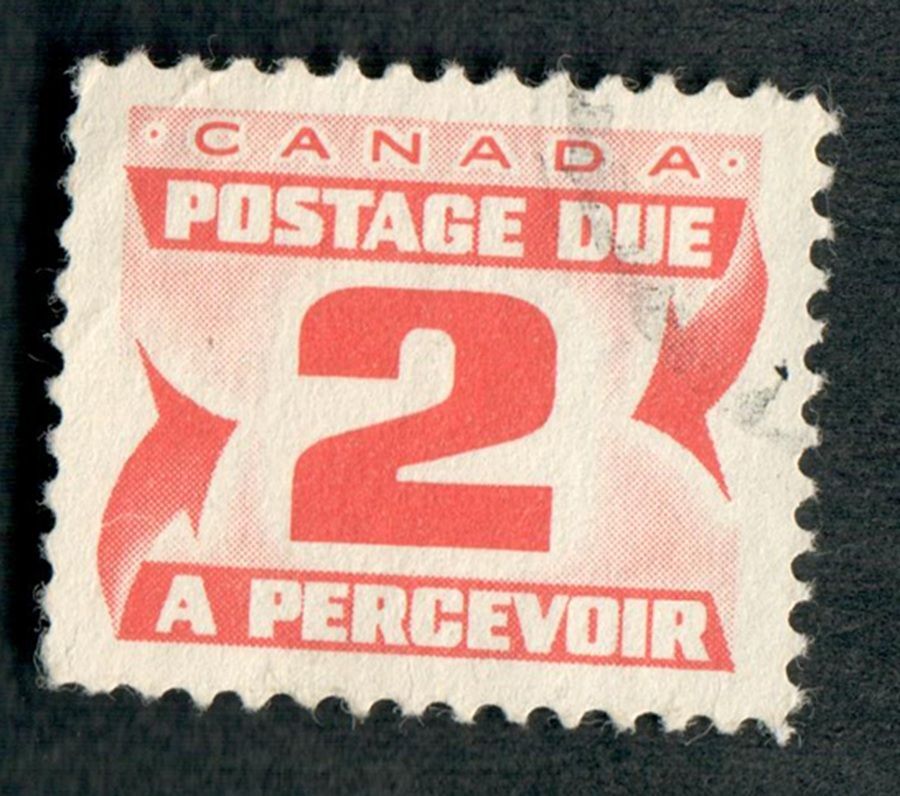 · CANADA ·
POSTAGE DUE
2
A PERCEVOIR